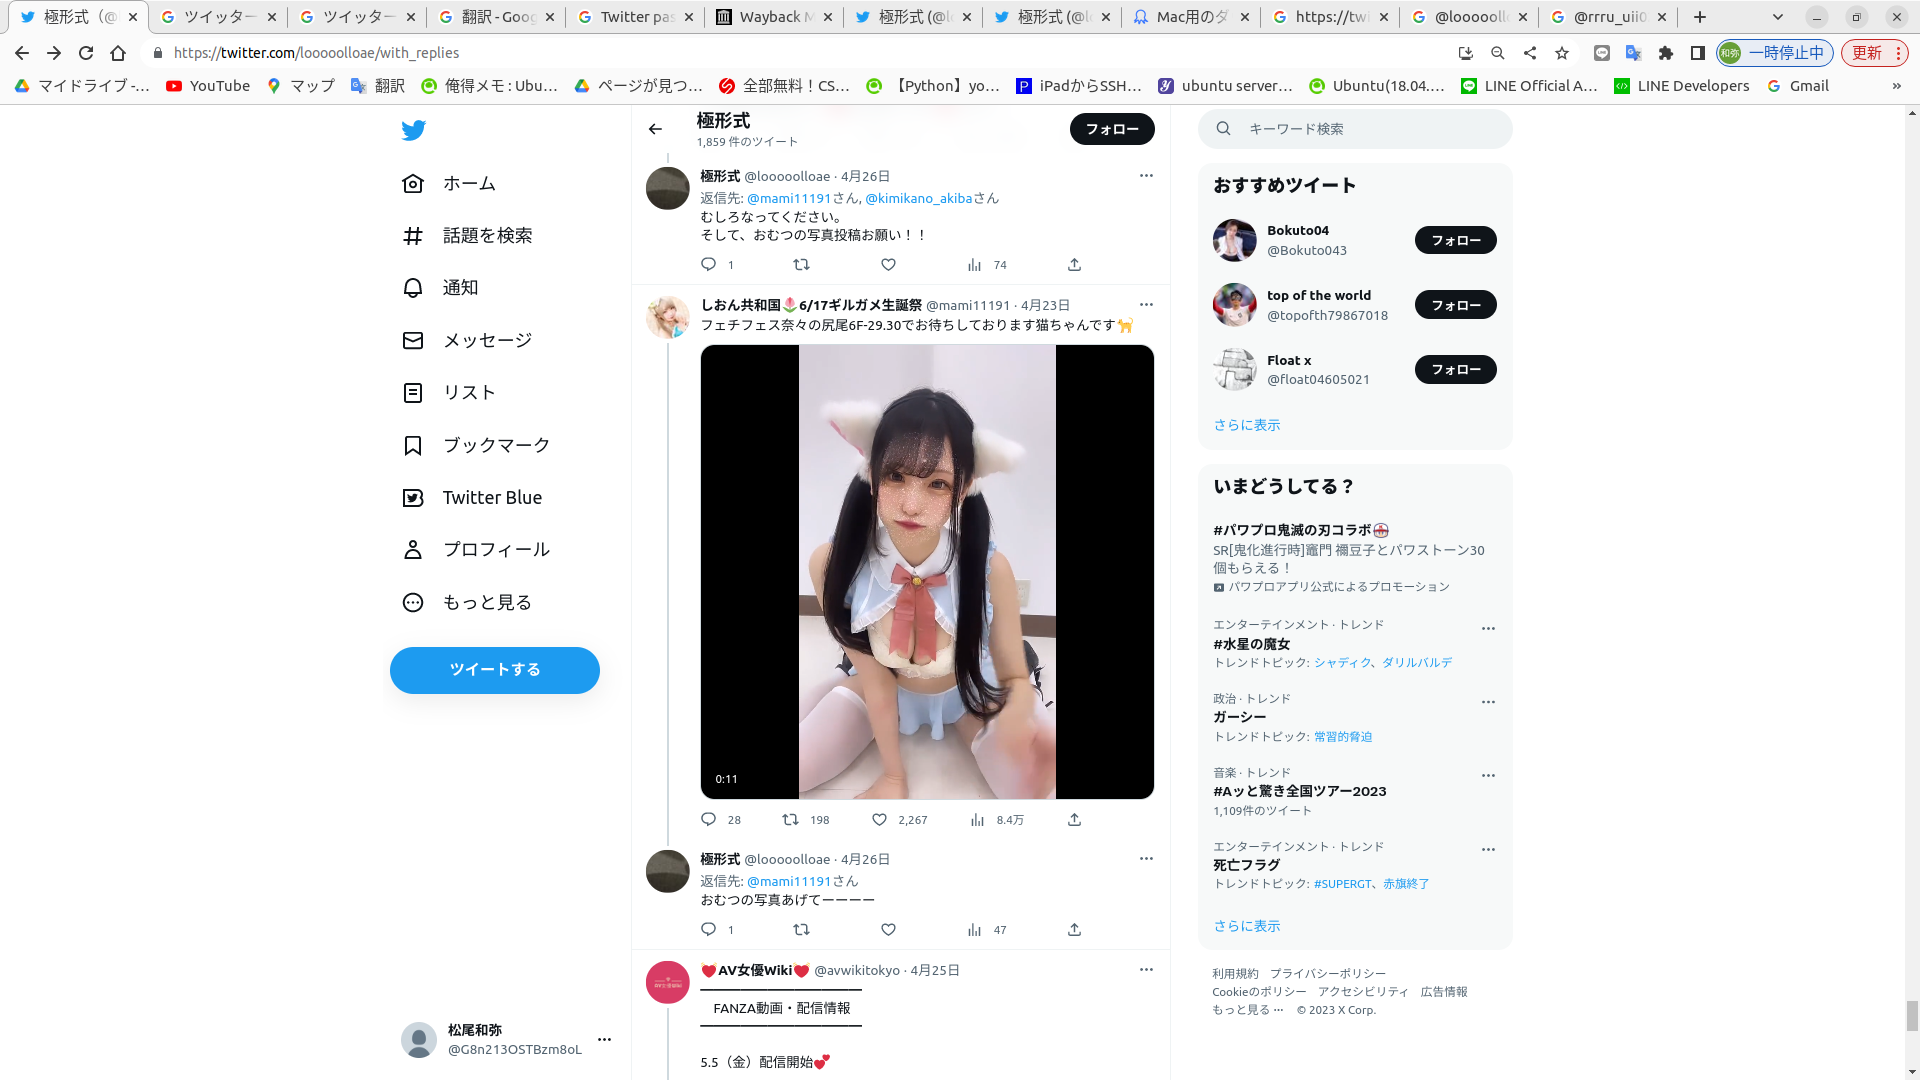 極形式（@l
ツイッター
ツイッター
翻訳 - Goog
Twitter pas
Wayback M
極形式 (@lo
極形式 (@lo
Mac用のダ
https://twi
@looooollo
@rrru_uii0
https://twitter.com/looooolloae/with_replies
和弥
一時停止中
更新
マイドライブ -…
YouTube
マップ
翻訳
俺得メモ : Ubu…
ページが見つ…
全部無料！CS…
【Python】yo…
iPadからSSH…
ubuntu server…
Ubuntu(18.04.…
LINE Official A…
LINE Developers
Gmail
»
ホーム
話題を検索
通知
メッセージ
リスト
ブックマーク
Twitter Blue
プロフィール
もっと見る
ツイートする
松尾和弥
@G8n213OSTBzm8oL
極形式
1,859 件のツイート
フォロー
極形式 @looooolloae · 4月26日
返信先: @mami11191さん, @kimikano_akibaさん
むしろなってください。
そして、おむつの写真投稿お願い！！
1
74
しおん共和国🌷6/17ギルガメ生誕祭 @mami11191 · 4月23日
フェチフェス奈々の尻尾6F-29.30でお待ちしております猫ちゃんです🐈
0:11
28
198
2,267
8.4万
極形式 @looooolloae · 4月26日
返信先: @mami11191さん
おむつの写真あげてーーーー
1
47
💓AV女優Wiki💓 @avwikitokyo · 4月25日
━━━━━━━━━━━━
FANZA動画・配信情報
━━━━━━━━━━━━
5.5（金）配信開始💕
キーワード検索
おすすめツイート
Bokuto04
@Bokuto043
フォロー
top of the world
@topofth79867018
フォロー
Float x
@float04605021
フォロー
さらに表示
いまどうしてる？
#パワプロ鬼滅の刃コラボ
SR[鬼化進行時]竈門 禰豆子とパワストーン30
個もらえる！
パワプロアプリ公式によるプロモーション
エンターテインメント · トレンド
#水星の魔女
トレンドトピック: シャディク、ダリルバルデ
政治 · トレンド
ガーシー
トレンドトピック: 常習的脅迫
音楽 · トレンド
#Aッと驚き全国ツアー2023
1,109件のツイート
エンターテインメント · トレンド
死亡フラグ
トレンドトピック: #SUPERGT、赤旗終了
さらに表示
利用規約 プライバシーポリシー
Cookieのポリシー アクセシビリティ 広告情報
もっと見る ··· © 2023 X Corp.